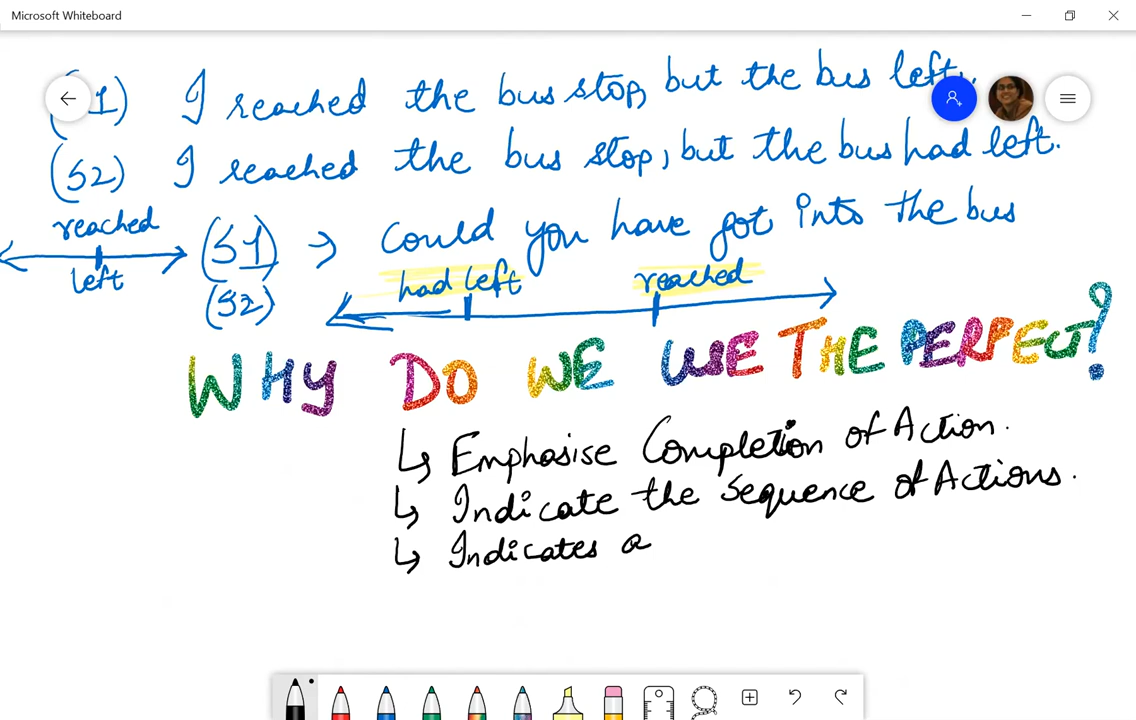 Microsoft Whiteboard
1) I reached the bus stop, but the bus left.
(S2) I reached the bus stop, but the bus had left.
reached
left
(S1) → Could you have got into the bus
(S2)
had left reached
WHY DO WE USE THE PERFECT?
↳ Emphasise Completion of Action.
↳ Indicate the sequence of Actions.
↳ Indicates a